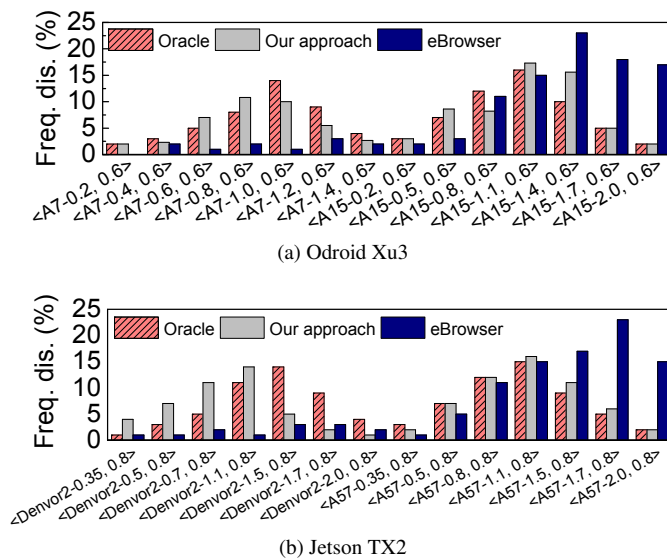 Freq. dis. (%)
25
20
15
10
5
0
Oracle
Our approach
eBrowser
<A7-0.2, 0.6>
<A7-0.4, 0.6>
<A7-0.6, 0.6>
<A7-0.8, 0.6>
<A7-1.0, 0.6>
<A7-1.2, 0.6>
<A7-1.4, 0.6>
<A15-0.2, 0.6>
<A15-0.5, 0.6>
<A15-0.8, 0.6>
<A15-1.1, 0.6>
<A15-1.4, 0.6>
<A15-1.7, 0.6>
<A15-2.0, 0.6>
(a) Odroid Xu3
Freq. dis. (%)
25
20
15
10
5
0
Oracle
Our approach
eBrowser
<Denvor2-0.35, 0.8>
<Denvor2-0.5, 0.8>
<Denvor2-0.7, 0.8>
<Denvor2-1.1, 0.8>
<Denvor2-1.5, 0.8>
<Denvor2-1.7, 0.8>
<Denvor2-2.0, 0.8>
<A57-0.35, 0.8>
<A57-0.5, 0.8>
<A57-0.8, 0.8>
<A57-1.1, 0.8>
<A57-1.5, 0.8>
<A57-1.7, 0.8>
<A57-2.0, 0.8>
(b) Jetson TX2